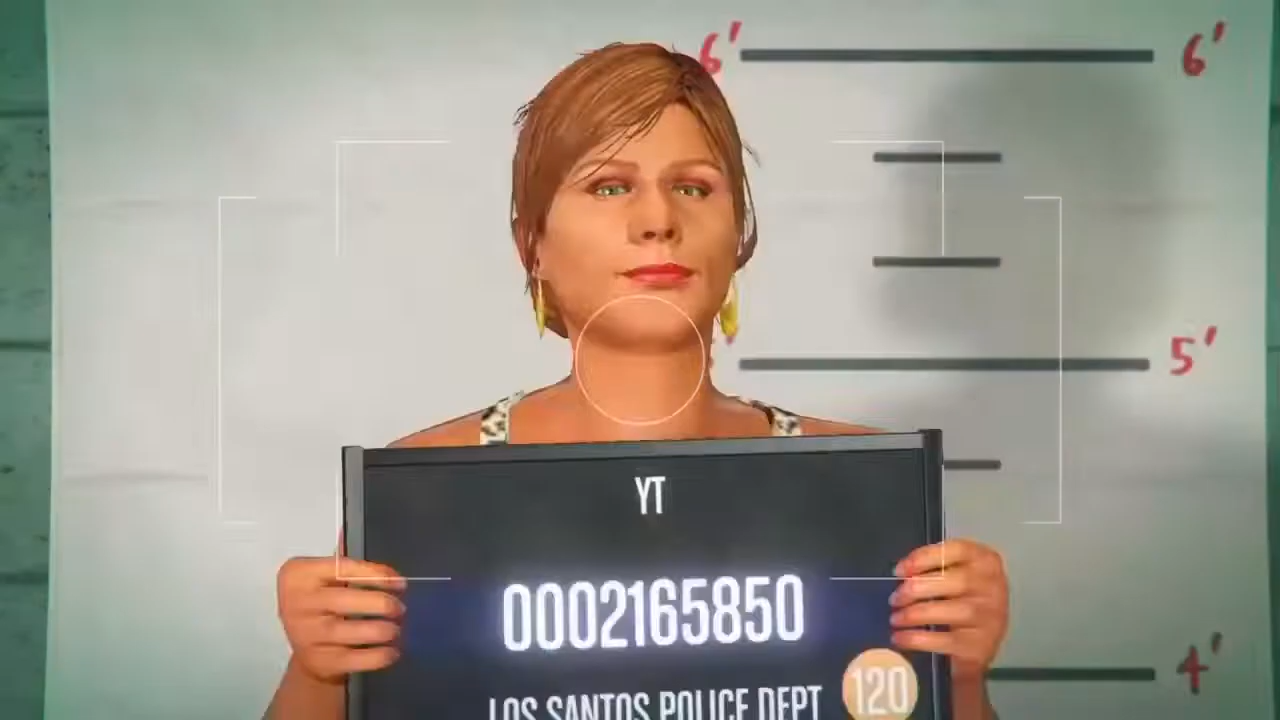 6' 6'
5'
YT
0002165850
4'
LOS SANTOS POLICE DEPT
120